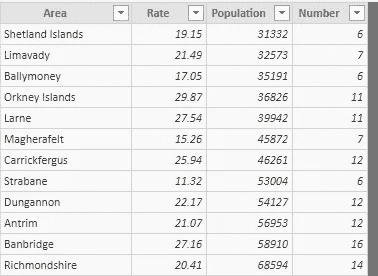 Area Rate Population Number
Shetland Islands 19.15 31332 6
Limavady 21.49 32573 7
Ballymoney 17.05 35191 6
Orkney Islands 29.87 36826 11
Larne 27.54 39942 11
Magherafelt 15.26 45872 7
Carrickfergus 25.94 46261 12
Strabane 11.32 53004 6
Dungannon 22.17 54127 12
Antrim 21.07 56953 12
Banbridge 27.16 58910 16
Richmondshire 20.41 68594 14